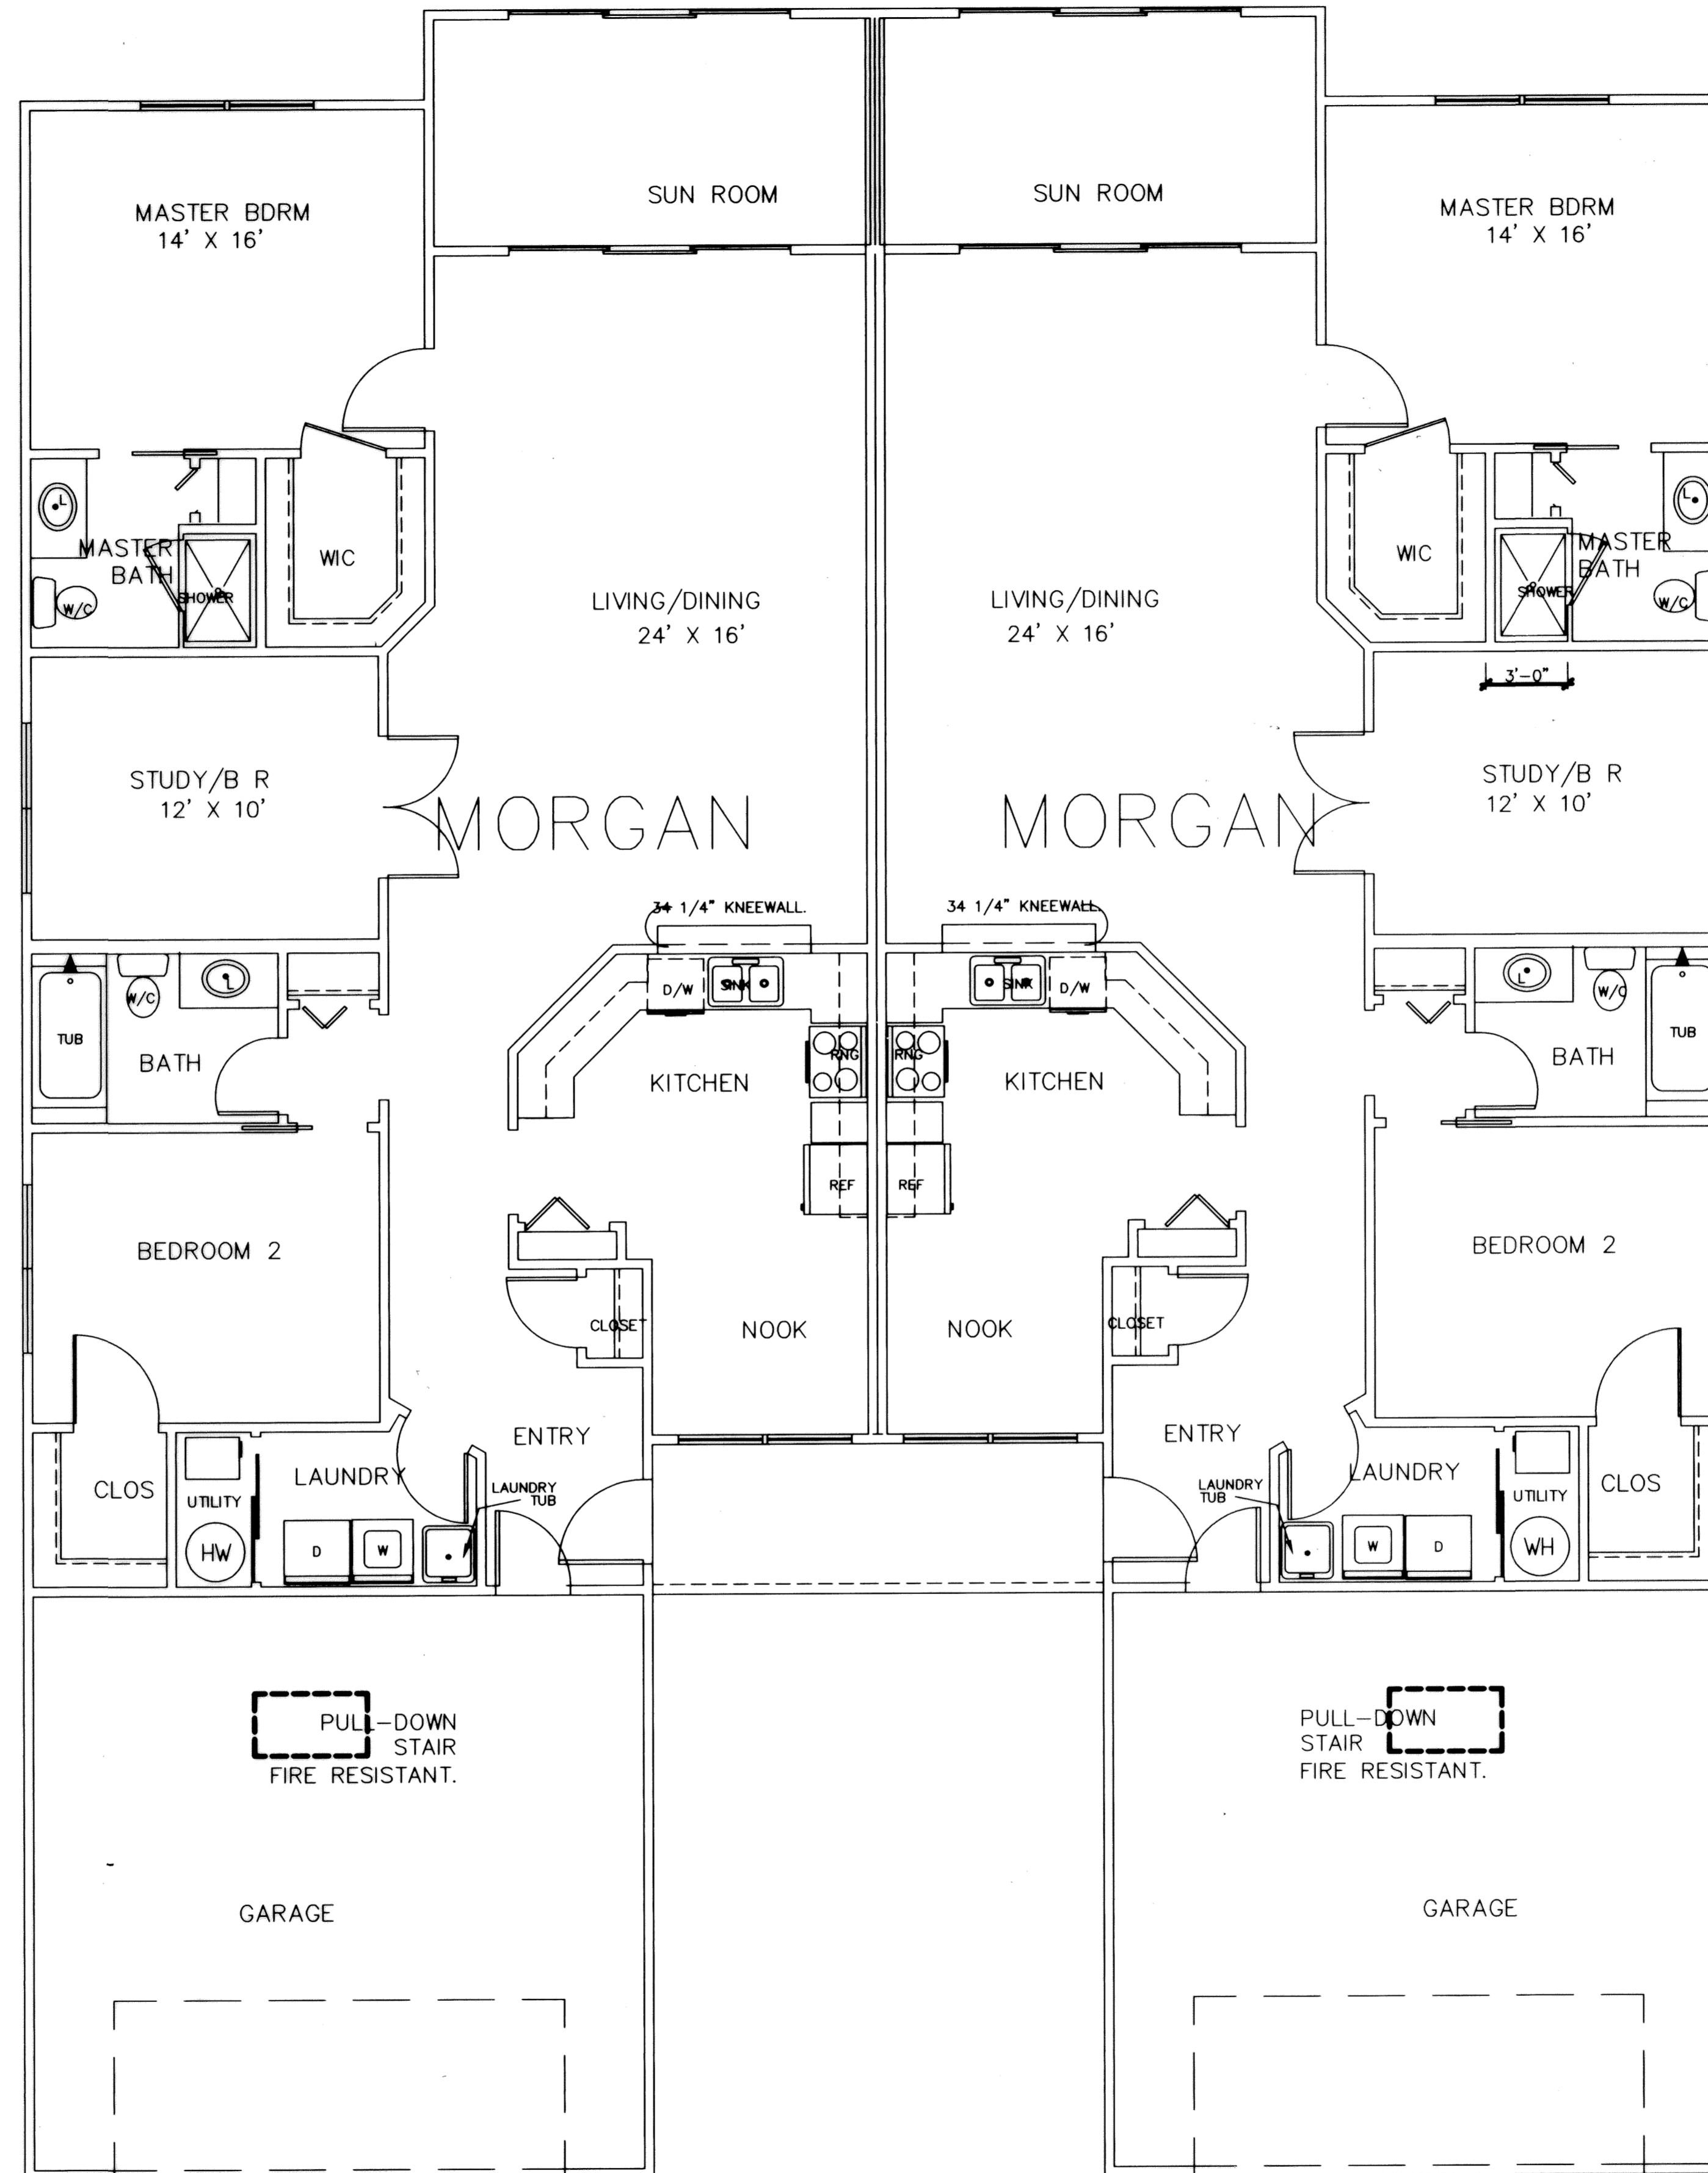 SUN ROOM
SUN ROOM
MASTER BDRM
14' X 16'
MASTER BDRM
14' X 16'
L
L
MASTER
BATH
SHOWER
W/C
WIC
LIVING/DINING
24' X 16'
LIVING/DINING
24' X 16'
WIC
SHOWER
MASTER
BATH
W/C
3'-0"
STUDY/B R
12' X 10'
MORGAN
MORGAN
STUDY/B R
12' X 10'
34 1/4" KNEEWALL.
34 1/4" KNEEWALL.
TUB
W/C
L
BATH
D/W
SINK
RNG
KITCHEN
REF
SINK
D/W
RNG
KITCHEN
REF
L
W/C
BATH
TUB
BEDROOM 2
CLOSET
NOOK
NOOK
CLOSET
BEDROOM 2
CLOS
UTILITY
HW
LAUNDRY
D
W
ENTRY
LAUNDRY
TUB
ENTRY
LAUNDRY
TUB
LAUNDRY
W
D
UTILITY
WH
CLOS
PULL-DOWN
STAIR
FIRE RESISTANT.
PULL-DOWN
STAIR
FIRE RESISTANT.
GARAGE
GARAGE